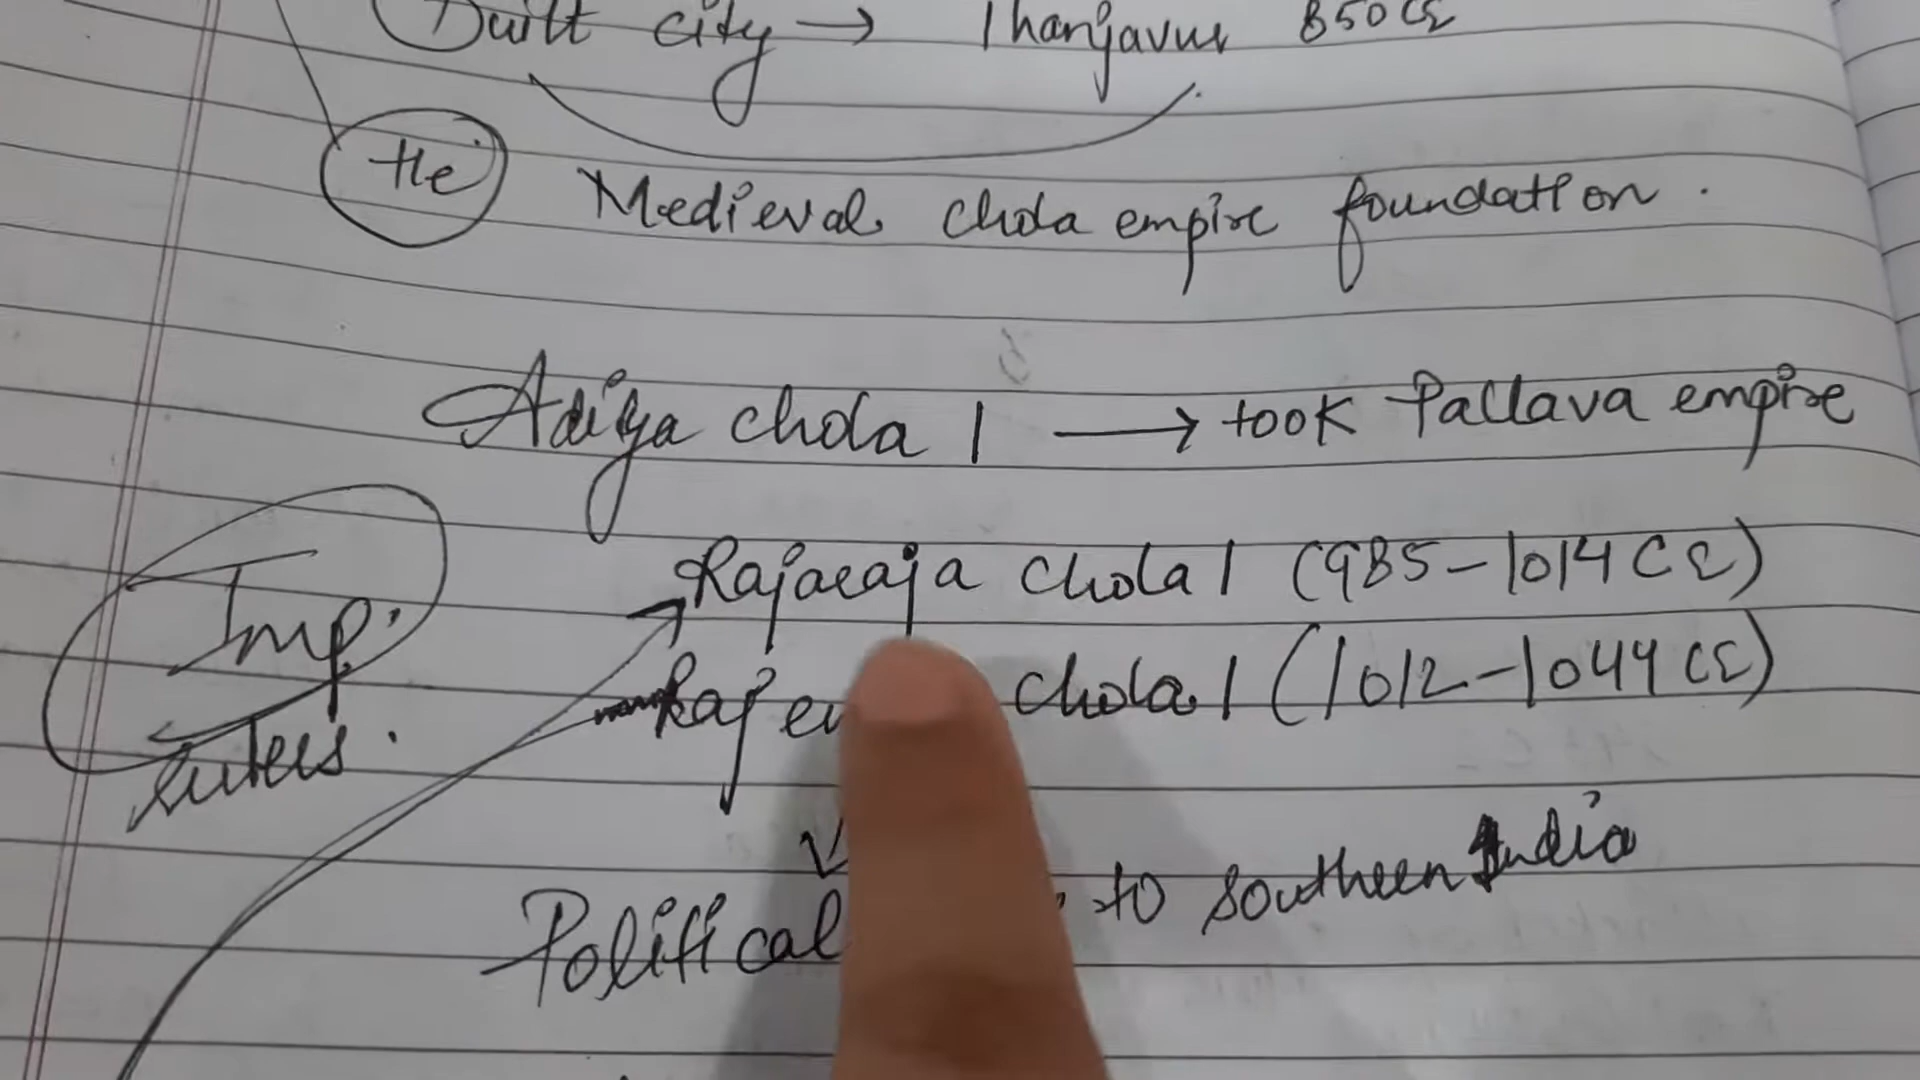 Built city → Thanjavur 850 CE
He Medieval Chola empire foundation.
Aditya Chola 1 → took Pallava empire
Imp. rulers.
Rajaraja Chola 1 (985-1014 CE)
Chola 1 (1012-1044 CE)
Political to southern India